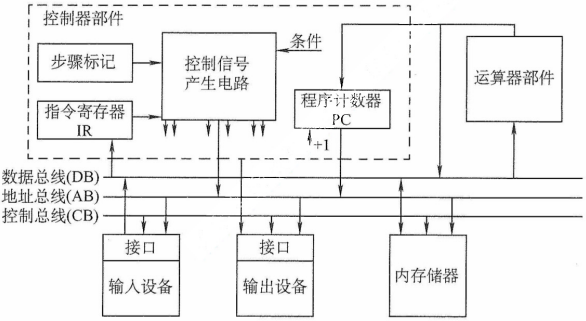 控制器部件
步骤标记
控制信号
产生电路
条件
运算器部件
指令寄存器
IR
程序计数器
PC
+1
数据总线(DB)
地址总线(AB)
控制总线(CB)
接口
输入设备
接口
输出设备
内存储器